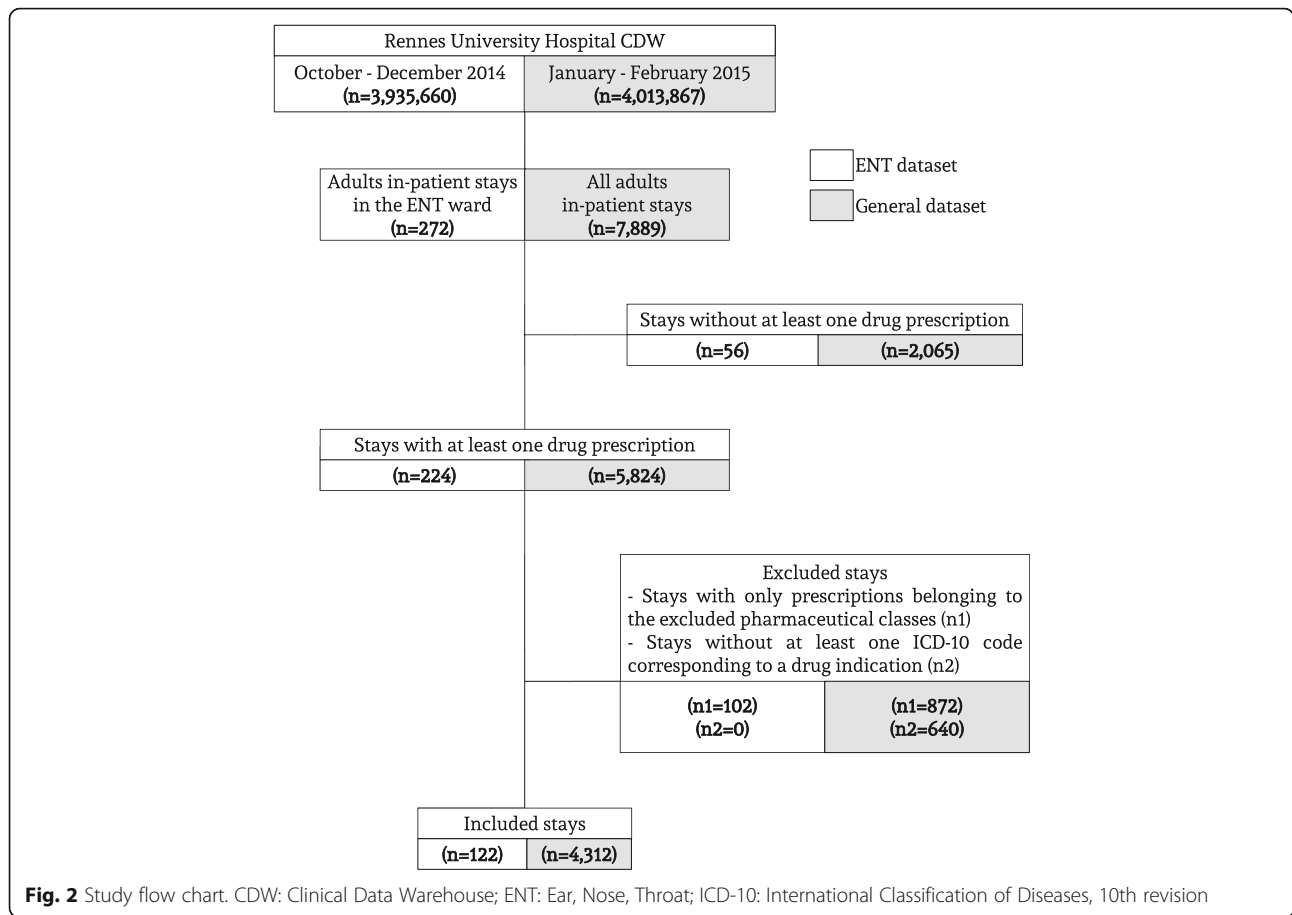 Rennes University Hospital CDW
October - December 2014
(n=3,935,660)
January - February 2015
(n=4,013,867)
ENT dataset
General dataset
Adults in-patient stays
in the ENT ward
(n=272)
All adults
in-patient stays
(n=7,889)
Stays without at least one drug prescription
(n=56)
(n=2,065)
Stays with at least one drug prescription
(n=224)
(n=5,824)
Excluded stays
- Stays with only prescriptions belonging to
the excluded pharmaceutical classes (n1)
- Stays without at least one ICD-10 code
corresponding to a drug indication (n2)
(n1=102)
(n2=0)
(n1=872)
(n2=640)
Included stays
(n=122)
(n=4,312)
Fig. 2 Study flow chart. CDW: Clinical Data Warehouse; ENT: Ear, Nose, Throat; ICD-10: International Classification of Diseases, 10th revision